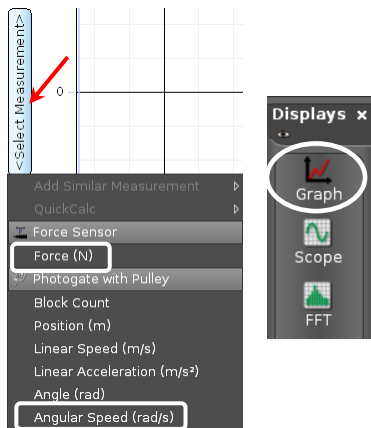 <Select Measurement>
0
Add Similar Measurement
QuickCalc
Force Sensor
Force (N)
Photogate with Pulley
Block Count
Position (m)
Linear Speed (m/s)
Linear Acceleration (m/s²)
Angle (rad)
Angular Speed (rad/s)
Displays x
Graph
Scope
FFT